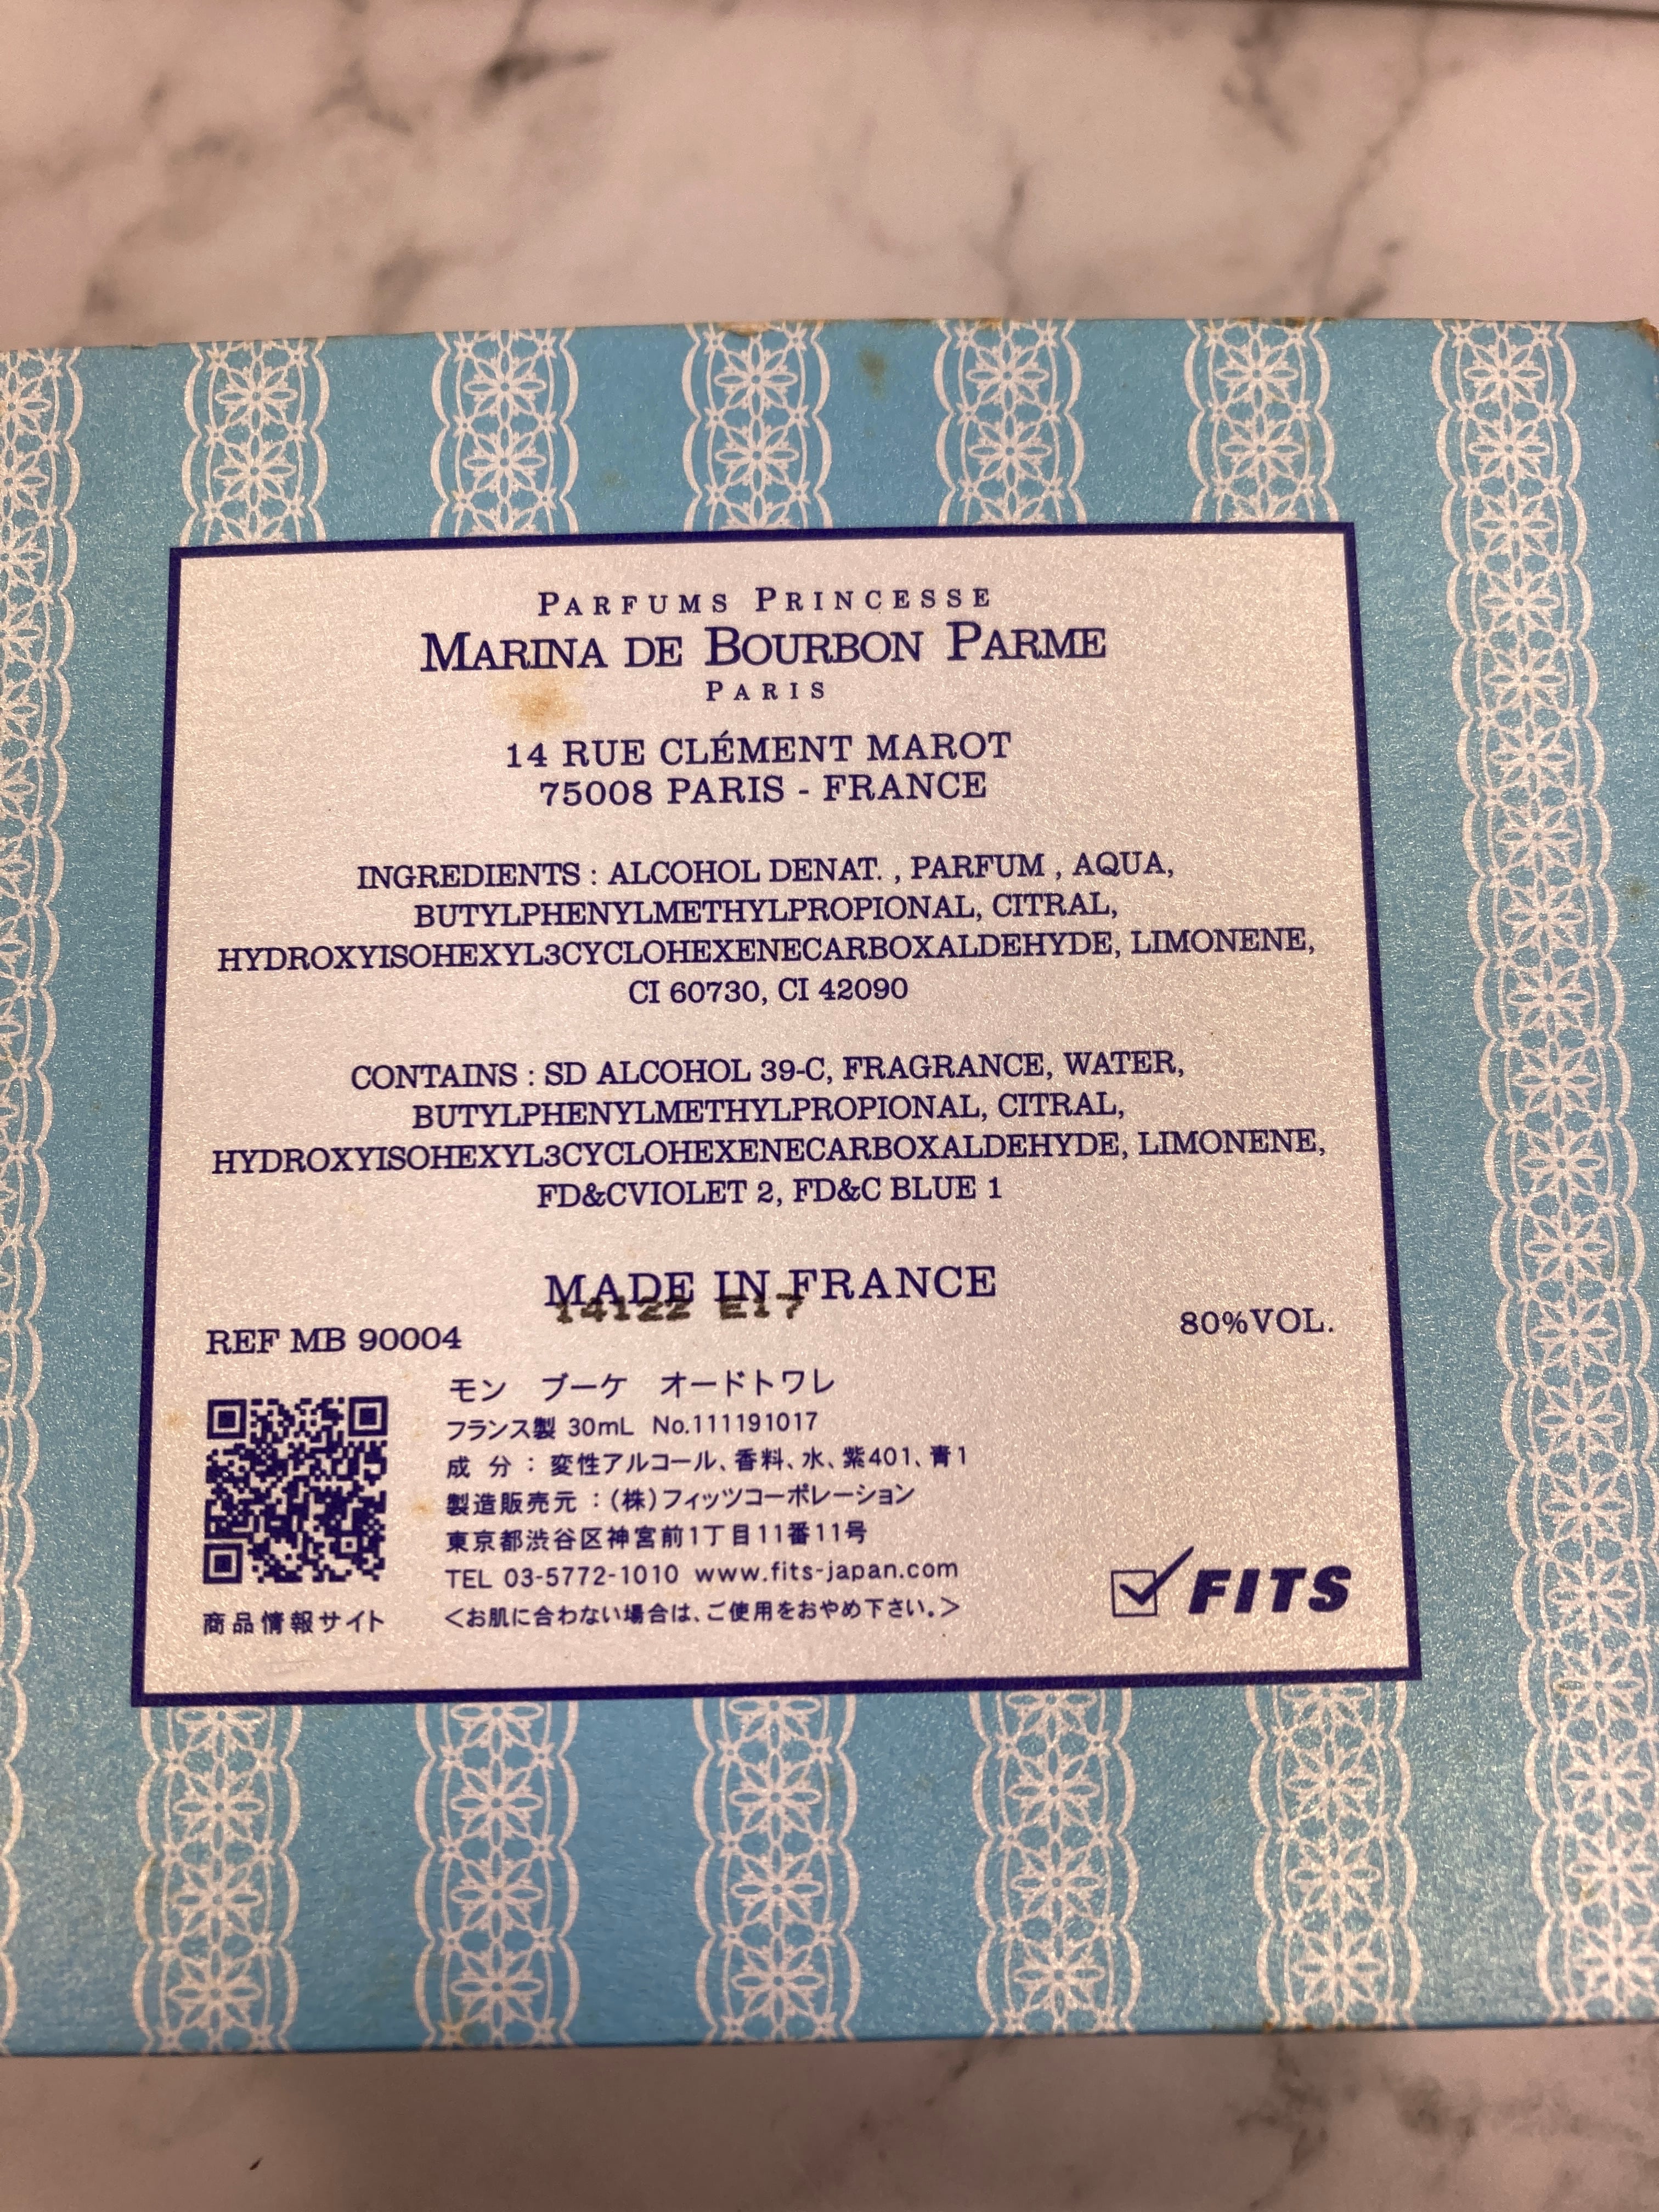 PARFUMS PRINCESSE
MARINA DE BOURBON PARME
PARIS
14 RUE CLÉMENT MAROT
75008 PARIS - FRANCE
INGREDIENTS : ALCOHOL DENAT. , PARFUM , AQUA,
BUTYLPHENYLMETHYLPROPIONAL, CITRAL,
HYDROXYISOHEXYL3CYCLOHEXENECARBOXALDEHYDE, LIMONENE,
CI 60730, CI 42090
CONTAINS : SD ALCOHOL 39-C, FRAGRANCE, WATER,
BUTYLPHENYLMETHYLPROPIONAL, CITRAL,
HYDROXYISOHEXYL3CYCLOHEXENECARBOXALDEHYDE, LIMONENE,
FD&CVIOLET 2, FD&C BLUE 1
MADE IN FRANCE
14122 E17
80%VOL.
REF MB 90004
モン ブーケ オードトワレ
フランス製 30mL No.111191017
成 分 : 変性アルコール、香料、水、紫401、青1
製造販売元 : (株)フィッツコーポレーション
東京都渋谷区神宮前1丁目11番11号
TEL 03-5772-1010 www.fits-japan.com
<お肌に合わない場合は、ご使用をおやめ下さい。>
商品情報サイト
FITS